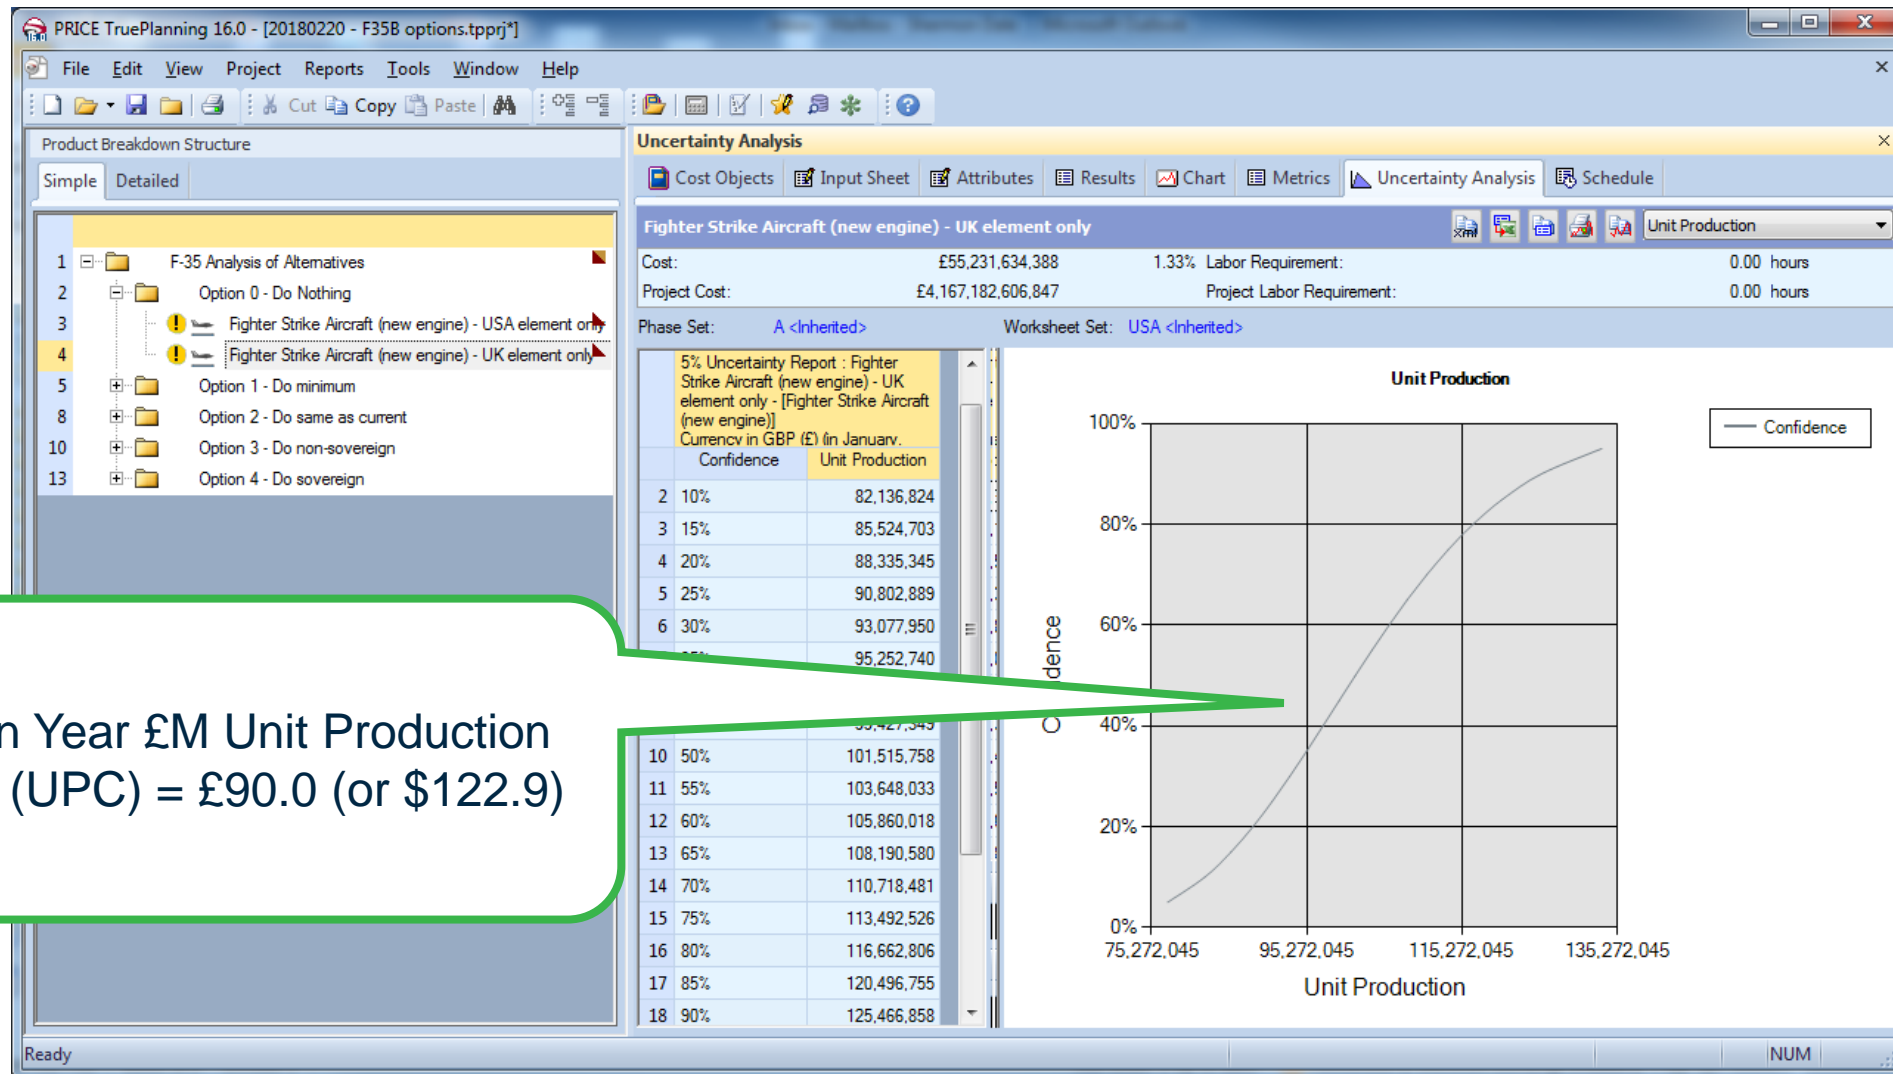 PRICE TruePlanning 16.0 - [20180220 - F35B options.tpprj*]
File Edit View Project Reports Tools Window Help
Cut Copy Paste
Product Breakdown Structure
Simple Detailed
1 F-35 Analysis of Alternatives
2 Option 0 - Do Nothing
3 Fighter Strike Aircraft (new engine) - USA element only
4 Fighter Strike Aircraft (new engine) - UK element only
5 Option 1 - Do minimum
8 Option 2 - Do same as current
10 Option 3 - Do non-sovereign
13 Option 4 - Do sovereign
n Year £M Unit Production
(UPC) = £90.0 (or $122.9)
Uncertainty Analysis
Cost Objects Input Sheet Attributes Results Chart Metrics Uncertainty Analysis Schedule
Fighter Strike Aircraft (new engine) - UK element only
Unit Production
Cost: £55,231,634,388 1.33% Labor Requirement: 0.00 hours
Project Cost: £4,167,182,606,847 Project Labor Requirement: 0.00 hours
Phase Set: A <Inherited> Worksheet Set: USA <Inherited>
5% Uncertainty Report : Fighter
Strike Aircraft (new engine) - UK
element only - [Fighter Strike Aircraft
(new engine)]
Currency in GBP (£) (in January,
Confidence Unit Production
2 10% 82,136,824
3 15% 85,524,703
4 20% 88,335,345
5 25% 90,802,889
6 30% 93,077,950
95,252,740
10 50% 101,515,758
11 55% 103,648,033
12 60% 105,860,018
13 65% 108,190,580
14 70% 110,718,481
15 75% 113,492,526
16 80% 116,662,806
17 85% 120,496,755
18 90% 125,466,858
Unit Production
Confidence
100%
80%
60%
40%
20%
0%
75,272,045 95,272,045 115,272,045 135,272,045
Unit Production
Ready
NUM